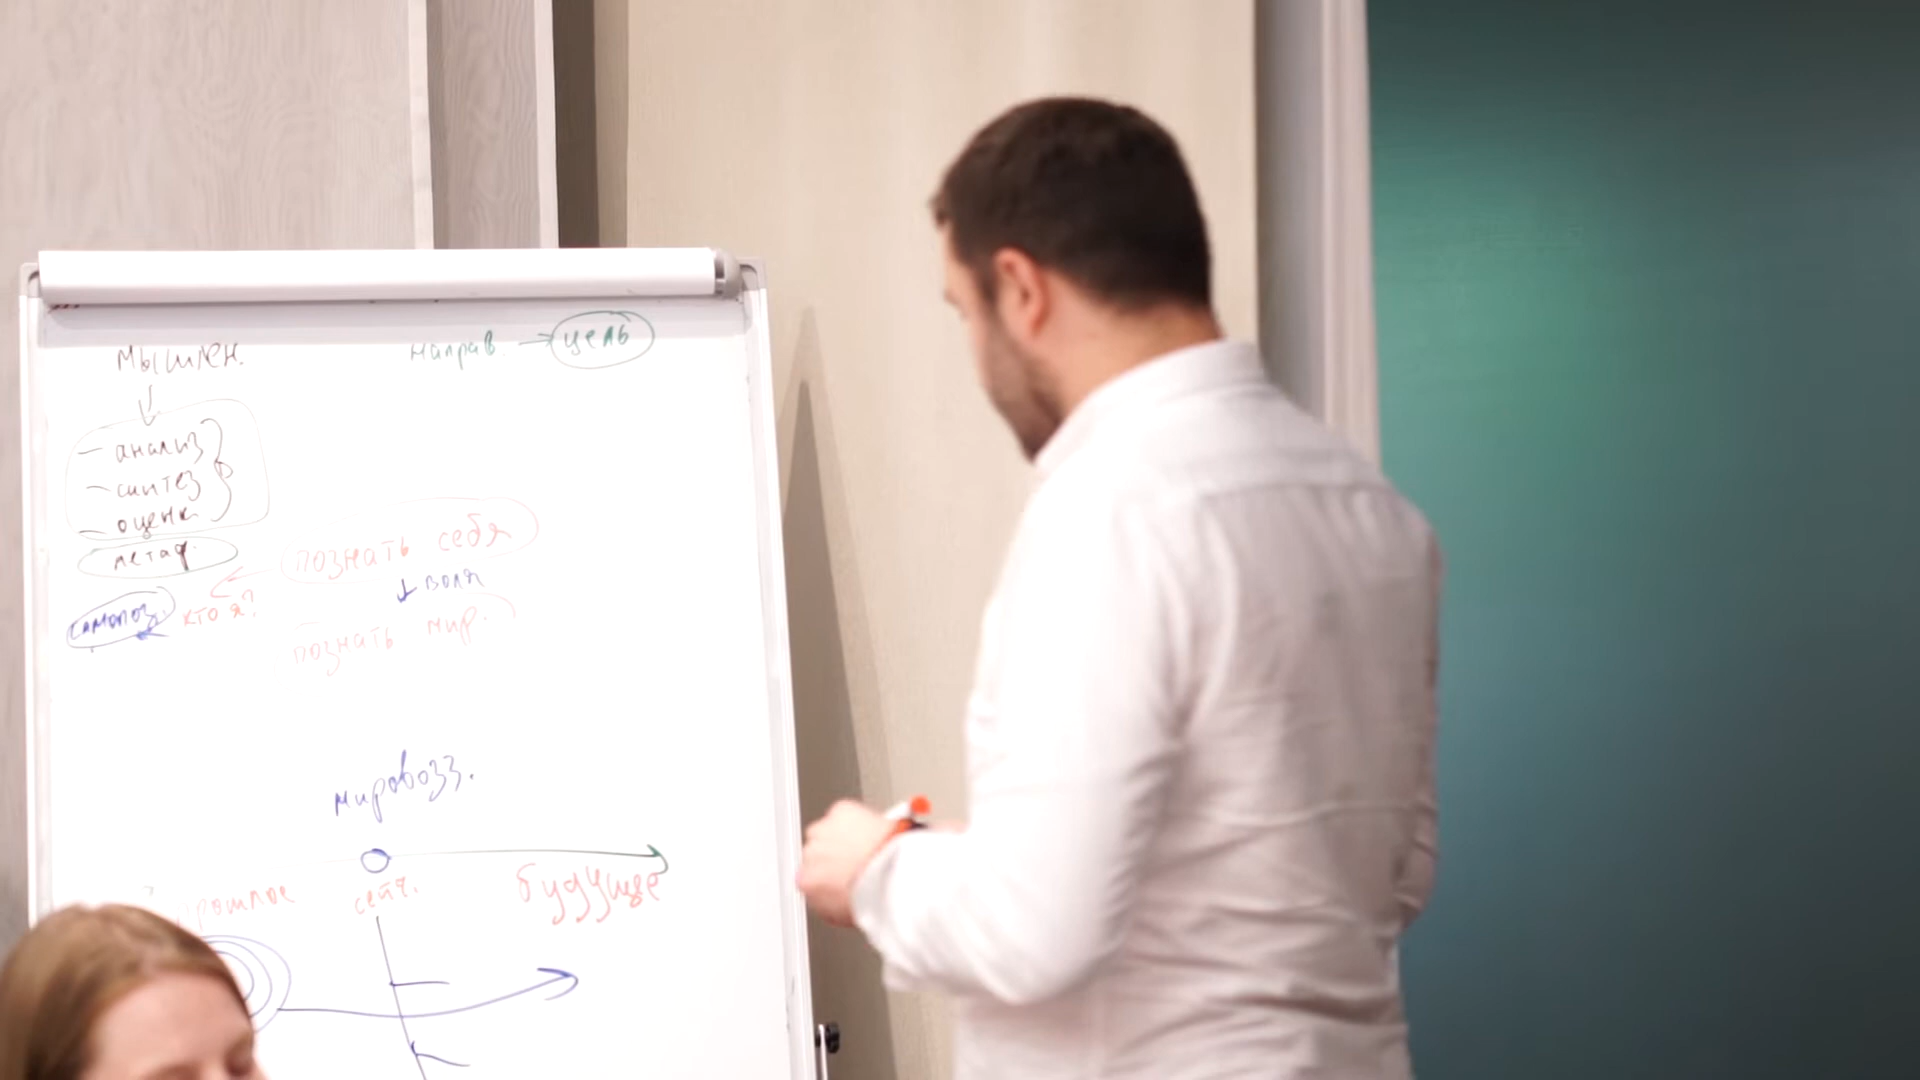 мышлен.
направ. → цель
- анализ
- синтез
- оценк
метаф.
познать себя
воля
самопоз.
кто я?
познать мир.
мировозз.
прошлое
сейч.
будущее